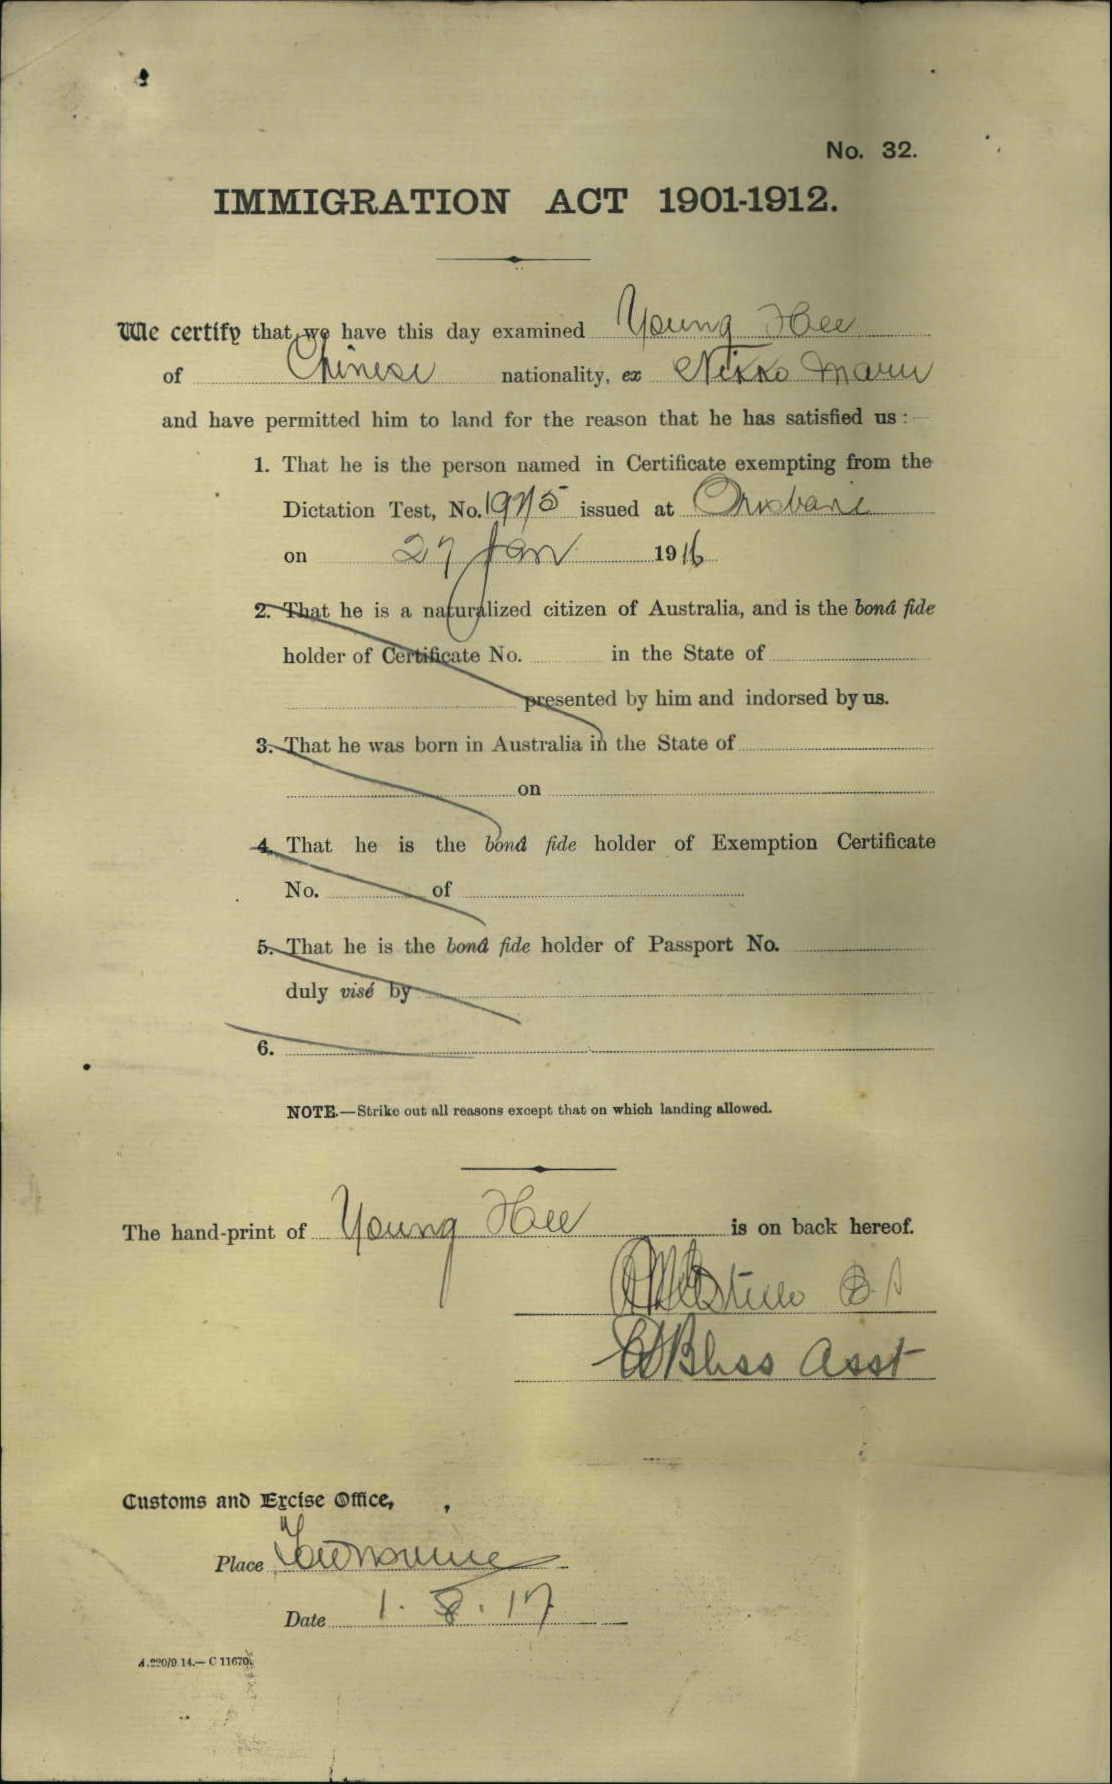 No. 32.
IMMIGRATION ACT 1901-1912.
We certify that we have this day examined Young Hee
of Chinese nationality, ex Nikko Maru
and have permitted him to land for the reason that he has satisfied us :—
1. That he is the person named in Certificate exempting from the
Dictation Test, No. 1975 issued at Brisbane
on 27 Jan 1916
2. That he is a naturalized citizen of Australia, and is the bonâ fide
holder of Certificate No. in the State of
presented by him and indorsed by us.
3. That he was born in Australia in the State of
on
4. That he is the bonâ fide holder of Exemption Certificate
No. of
5. That he is the bonâ fide holder of Passport No.
duly visé by
6.
NOTE.—Strike out all reasons except that on which landing allowed.
The hand-print of Young Hee is on back hereof.
Bliss Asst
Customs and Excise Office,
Place Townsville
Date 1.8.17
A.220/9.14.—C 11670.